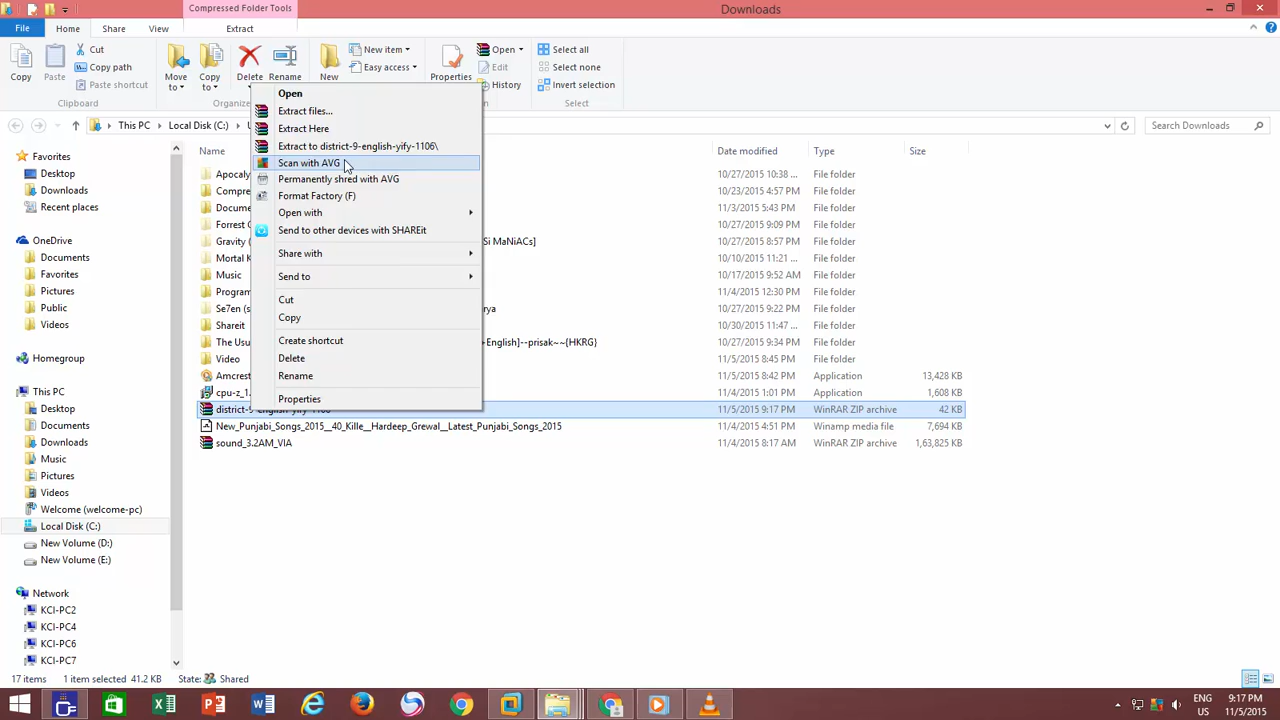 Compressed Folder Tools
Downloads
File
Home
Share
View
Extract
Copy
Paste
Cut
Copy path
Paste shortcut
Move to
Copy to
Delete
Rename
New
New item
Easy access
Properties
Open
Edit
History
Select all
Select none
Invert selection
Clipboard
Organiz
Select
This PC
Local Disk (C:)
Search Downloads
Favorites
Desktop
Downloads
Recent places
OneDrive
Documents
Favorites
Pictures
Public
Videos
Homegroup
This PC
Desktop
Documents
Downloads
Music
Pictures
Videos
Welcome (welcome-pc)
Local Disk (C:)
New Volume (D:)
New Volume (E:)
Network
KCI-PC2
KCI-PC4
KCI-PC6
KCI-PC7
Open
Extract files...
Extract Here
Extract to district-9-english-yify-1106\
Scan with AVG
Permanently shred with AVG
Format Factory (F)
Open with
Send to other devices with SHAREit
Share with
Send to
Cut
Copy
Create shortcut
Delete
Rename
Properties
Name Date modified Type Size
Apocaly 10/27/2015 10:38 ... File folder
Compre 10/23/2015 4:57 PM File folder
Docume 11/3/2015 5:43 PM File folder
Forrest G 10/27/2015 9:09 PM File folder
Gravity ( Si MaNiACs] 10/27/2015 8:57 PM File folder
Mortal K 10/10/2015 11:21 ... File folder
Music 10/17/2015 9:52 AM File folder
Program 11/4/2015 12:30 PM File folder
Se7en (s rya 10/27/2015 9:22 PM File folder
Shareit 10/30/2015 11:47 ... File folder
The Usu +English]--prisak~~{HKRG} 10/27/2015 9:34 PM File folder
Video 11/5/2015 8:45 PM File folder
Amcrest 11/5/2015 8:42 PM Application 13,428 KB
cpu-z_1. 11/4/2015 1:01 PM Application 1,608 KB
district-9-english-yify-1106 11/5/2015 9:17 PM WinRAR ZIP archive 42 KB
New_Punjabi_Songs_2015__40_Kille__Hardeep_Grewal__Latest_Punjabi_Songs_2015 11/4/2015 4:51 PM Winamp media file 7,694 KB
sound_3.2AM_VIA 11/4/2015 8:17 AM WinRAR ZIP archive 1,63,825 KB
17 items 1 item selected 41.2 KB State: Shared
ENG
US
9:17 PM
11/5/2015